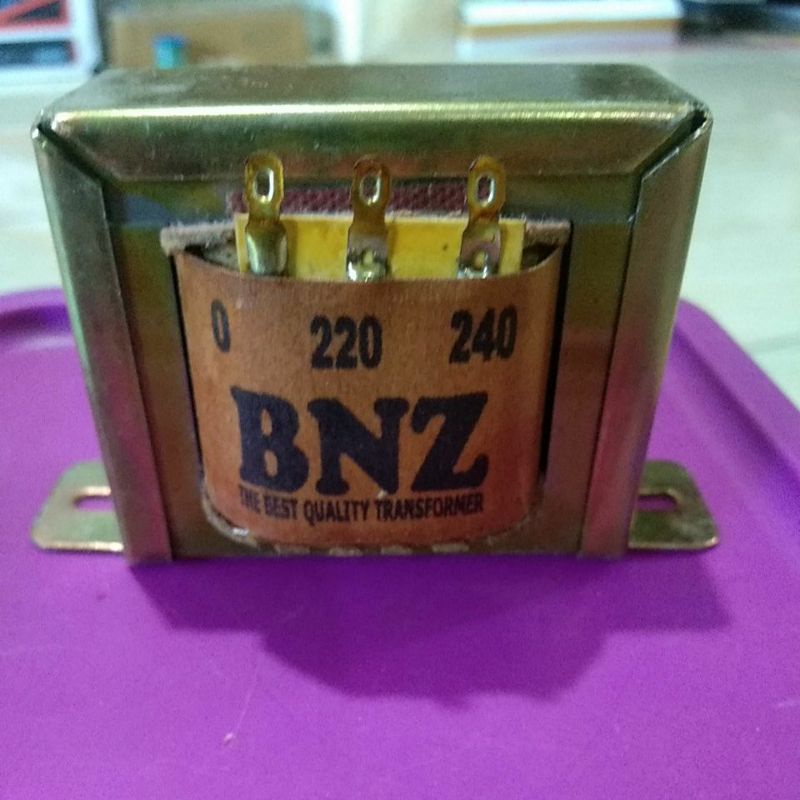 0 220 240
BNZ
THE BEST QUALITY TRANSFORMER